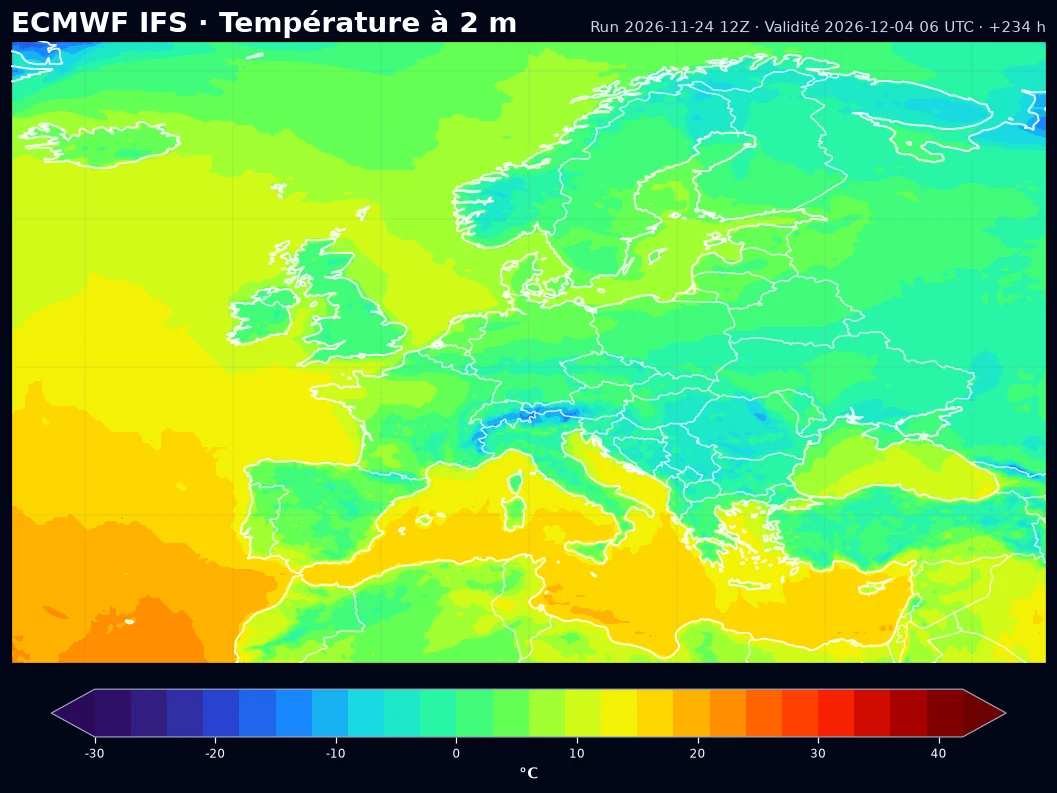 ECMWF IFS · Température à 2 m
Run 2026-11-24 12Z · Validité 2026-12-04 06 UTC · +234 h
-30 -20 -10 0 10 20 30 40
°C